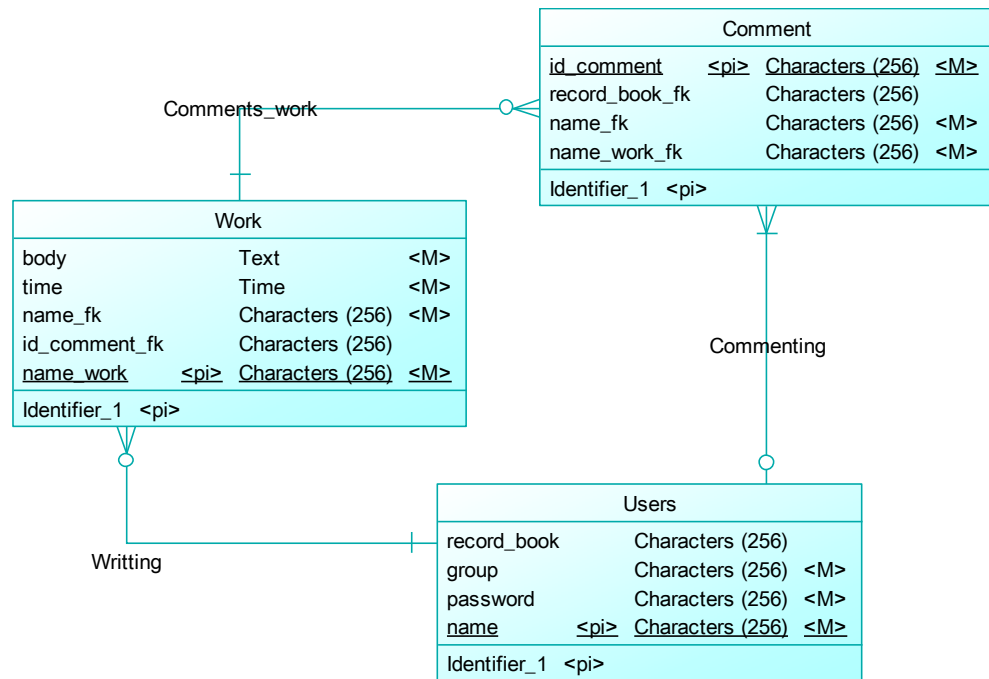 Comment
id_comment <pi> Characters (256) <M>
record_book_fk Characters (256)
name_fk Characters (256) <M>
name_work_fk Characters (256) <M>
Identifier_1 <pi>
Comments_work
Work
body Text <M>
time Time <M>
name_fk Characters (256) <M>
id_comment_fk Characters (256)
name_work <pi> Characters (256) <M>
Identifier_1 <pi>
Commenting
Writting
Users
record_book Characters (256)
group Characters (256) <M>
password Characters (256) <M>
name <pi> Characters (256) <M>
Identifier_1 <pi>